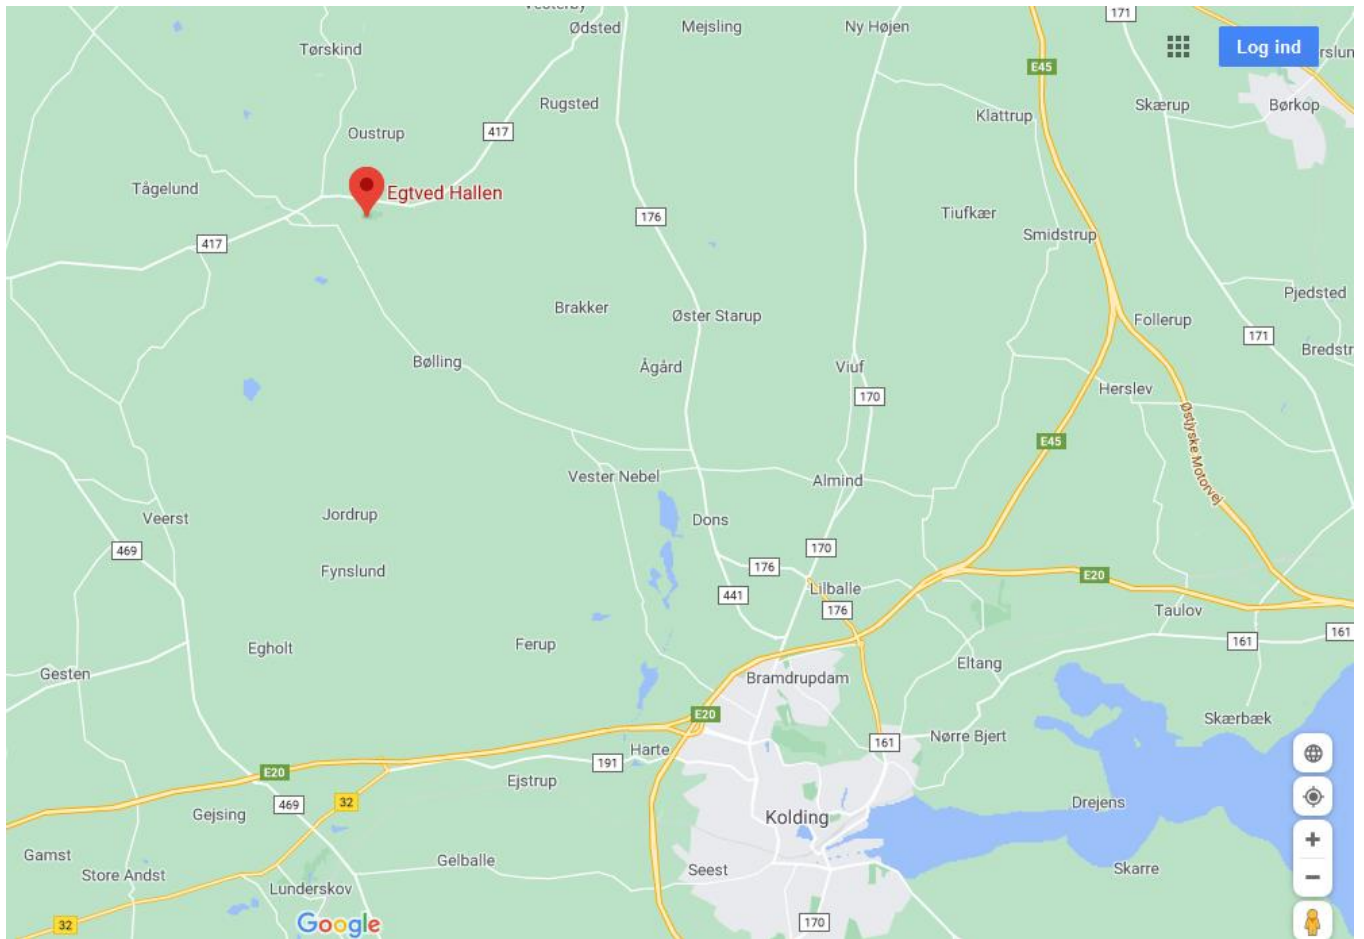 Ødsted
Mejsling
Ny Højen
171
Log ind
Tørskind
E45
Rugsted
Klattrup
Skærup
Børkop
Oustrup
417
Tågelund
Egtved Hallen
176
Tiufkær
Smidstrup
417
Brakker
Øster Starup
Pjedsted
Follerup
171
Bølling
Ågård
Viuf
170
Herslev
Østjyske Motorvej
E45
Vester Nebel
Almind
Veerst
Jordrup
Dons
469
170
Fynslund
176
E20
441
Lilballe
176
Taulov
161
161
Egholt
Ferup
Eltang
Gesten
Bramdrupdam
E20
Skærbæk
Nørre Bjert
161
Harte
191
E20
Ejstrup
32
469
Gejsing
Drejens
Kolding
Gamst
Gelballe
Seest
Skarre
Store Andst
Lunderskov
Google
32
170